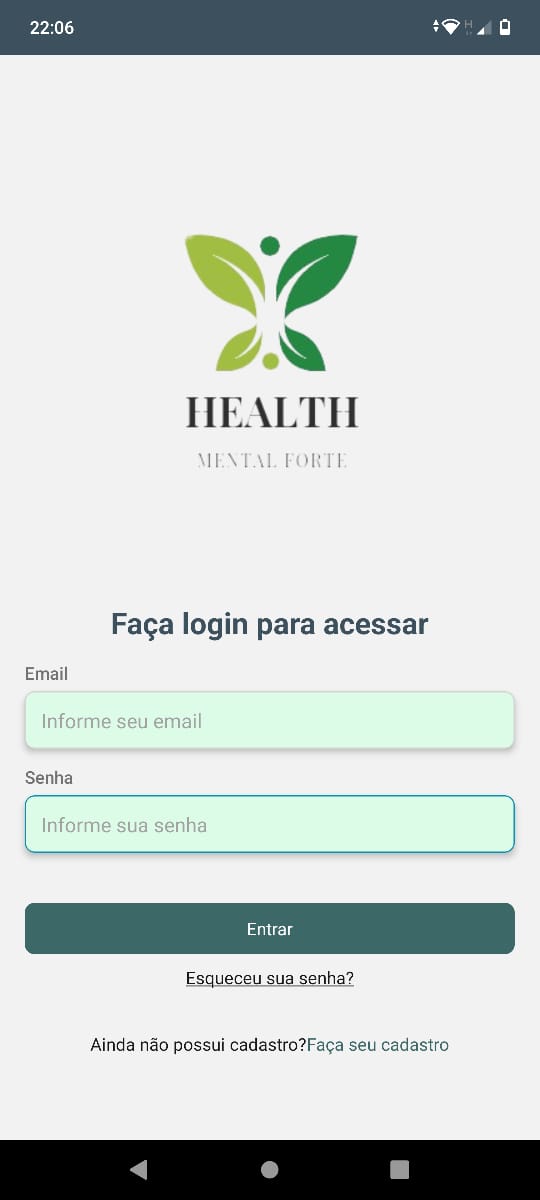 22:06
H
HEALTH
MENTAL FORTE
Faça login para acessar
Email
Informe seu email
Senha
Informe sua senha
Entrar
Esqueceu sua senha?
Ainda não possui cadastro?Faça seu cadastro